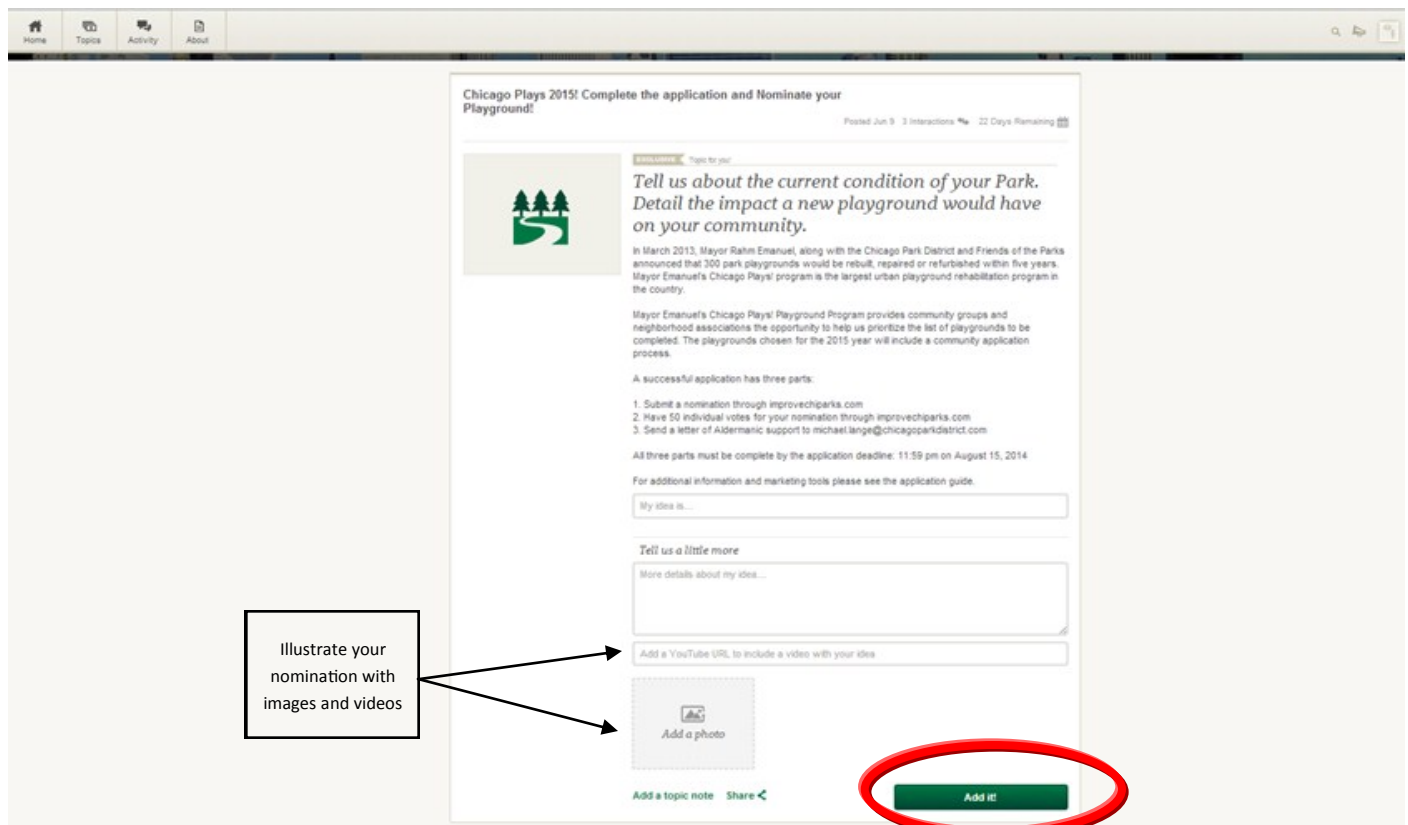 Home Topics Activity About
Chicago Plays 2015! Complete the application and Nominate your
Playground!
Posted Jun 9 3 Interactions 22 Days Remaining
EXCLUSIVE Topic for you!
Tell us about the current condition of your Park.
Detail the impact a new playground would have
on your community.
In March 2013, Mayor Rahm Emanuel, along with the Chicago Park District and Friends of the Parks
announced that 300 park playgrounds would be rebuilt, repaired or refurbished within five years.
Mayor Emanuel's Chicago Plays! program is the largest urban playground rehabilitation program in
the country.
Mayor Emanuel's Chicago Plays! Playground Program provides community groups and
neighborhood associations the opportunity to help us prioritize the list of playgrounds to be
completed. The playgrounds chosen for the 2015 year will include a community application
process.
A successful application has three parts:
1. Submit a nomination through improvechiparks.com
2. Have 50 individual votes for your nomination through improvechiparks.com
3. Send a letter of Aldermanic support to michael.lange@chicagoparkdistrict.com
All three parts must be complete by the application deadline: 11:59 pm on August 15, 2014
For additional information and marketing tools please see the application guide.
My idea is...
Tell us a little more
More details about my idea...
Illustrate your
nomination with
images and videos
Add a YouTube URL to include a video with your idea
Add a photo
Add a topic note Share
Add it!